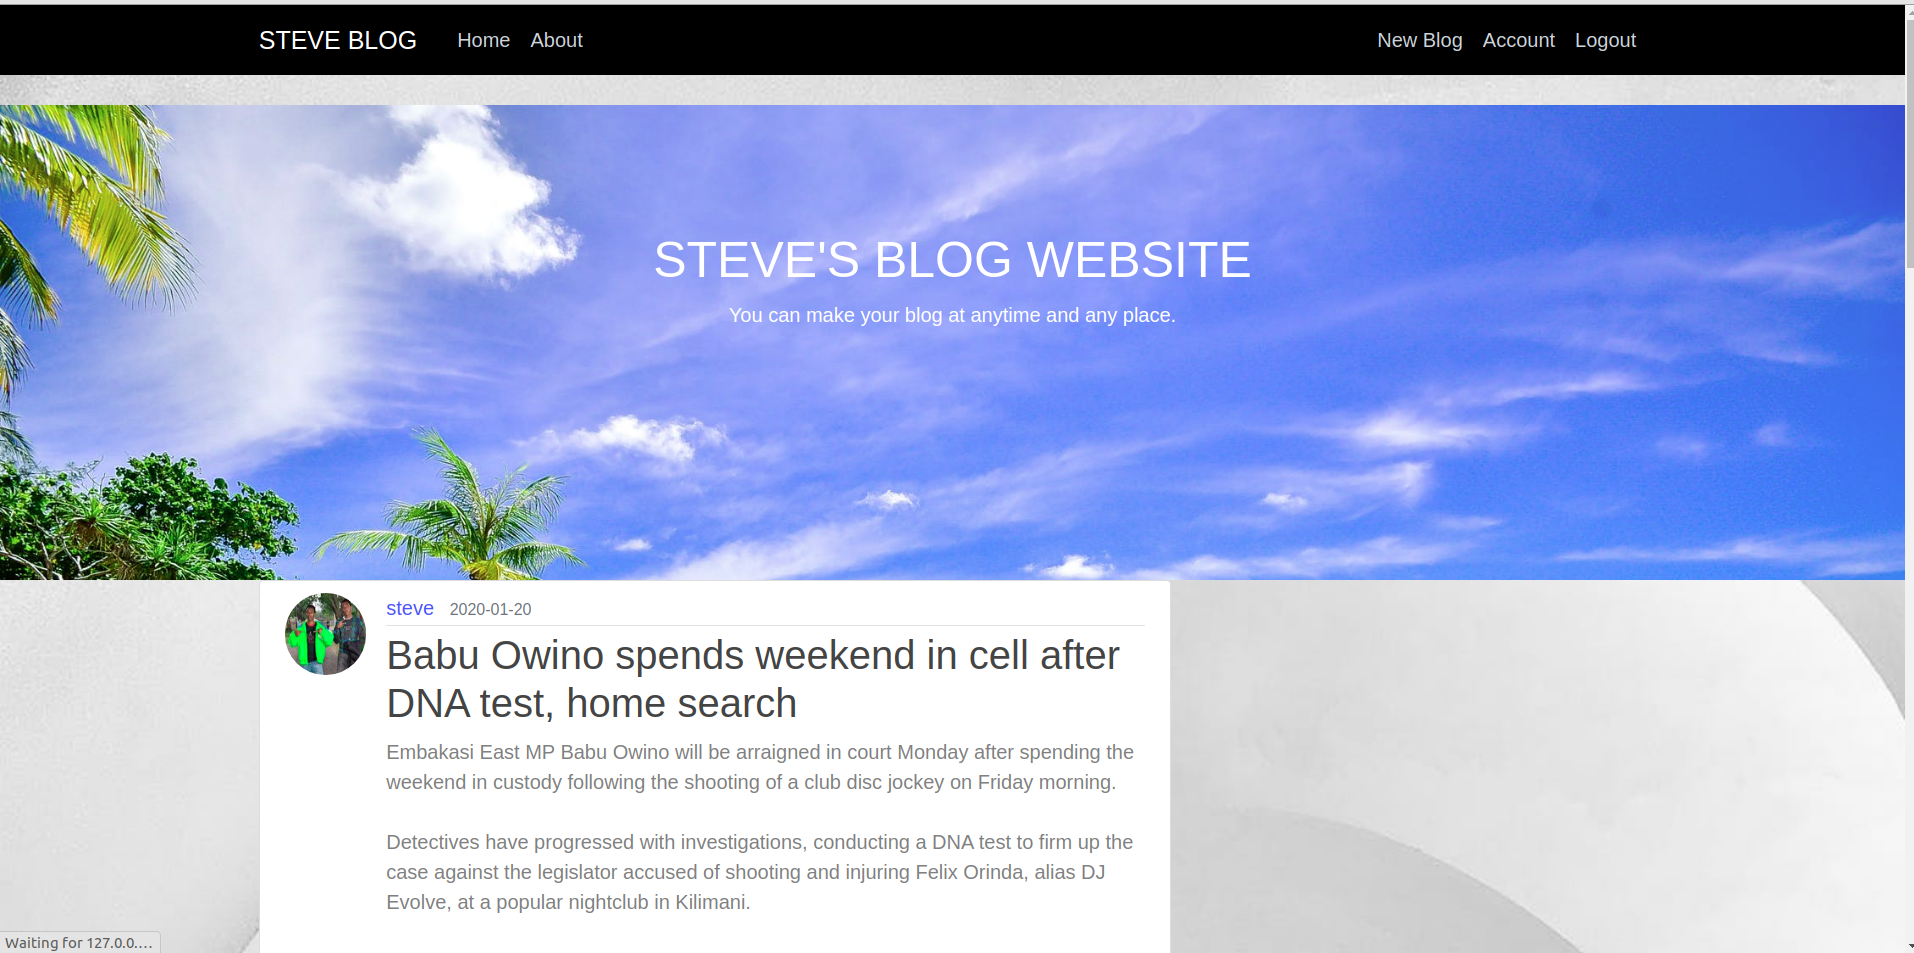 STEVE BLOG Home About New Blog Account Logout
STEVE'S BLOG WEBSITE
You can make your blog at anytime and any place.
steve 2020-01-20
Babu Owino spends weekend in cell after
DNA test, home search
Embakasi East MP Babu Owino will be arraigned in court Monday after spending the
weekend in custody following the shooting of a club disc jockey on Friday morning.
Detectives have progressed with investigations, conducting a DNA test to firm up the
case against the legislator accused of shooting and injuring Felix Orinda, alias DJ
Evolve, at a popular nightclub in Kilimani.
Waiting for 127.0.0....